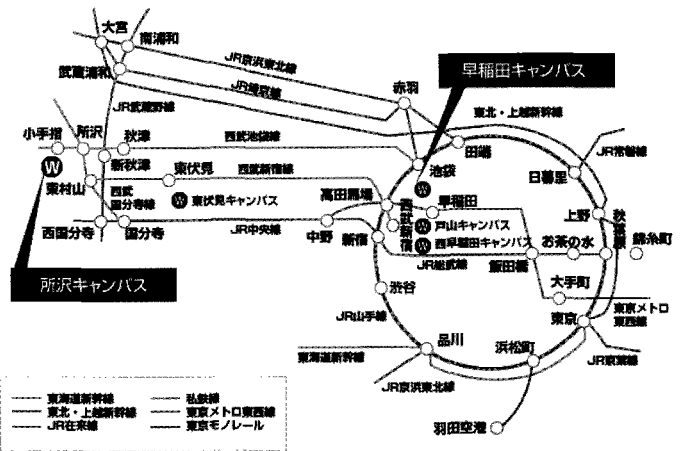 大宮
南浦和
JR京浜東北線
武蔵浦和
JR埼京線
赤羽
早稲田キャンパス
東北・上越新幹線
JR武蔵野線
小手指
所沢
秋津
西武池袋線
田端
JR常磐線
新秋津
東伏見
西武新宿線
池袋
日暮里
W
東村山
西武
国分寺線
W 東伏見キャンパス
高田馬場
W
早稲田
上野
秋葉原
西武新宿
W 戸山キャンパス
W 西早稲田キャンパス
お茶の水
錦糸町
西国分寺
国分寺
JR中央線
中野
新宿
JR総武線
飯田橋
所沢キャンパス
渋谷
大手町
東京メトロ
東西線
JR山手線
東京
品川
浜松町
東海道新幹線
JR京葉線
JR京浜東北線
羽田空港
東海道新幹線
私鉄線
東北・上越新幹線
東京メトロ東西線
JR在来線
東京モノレール